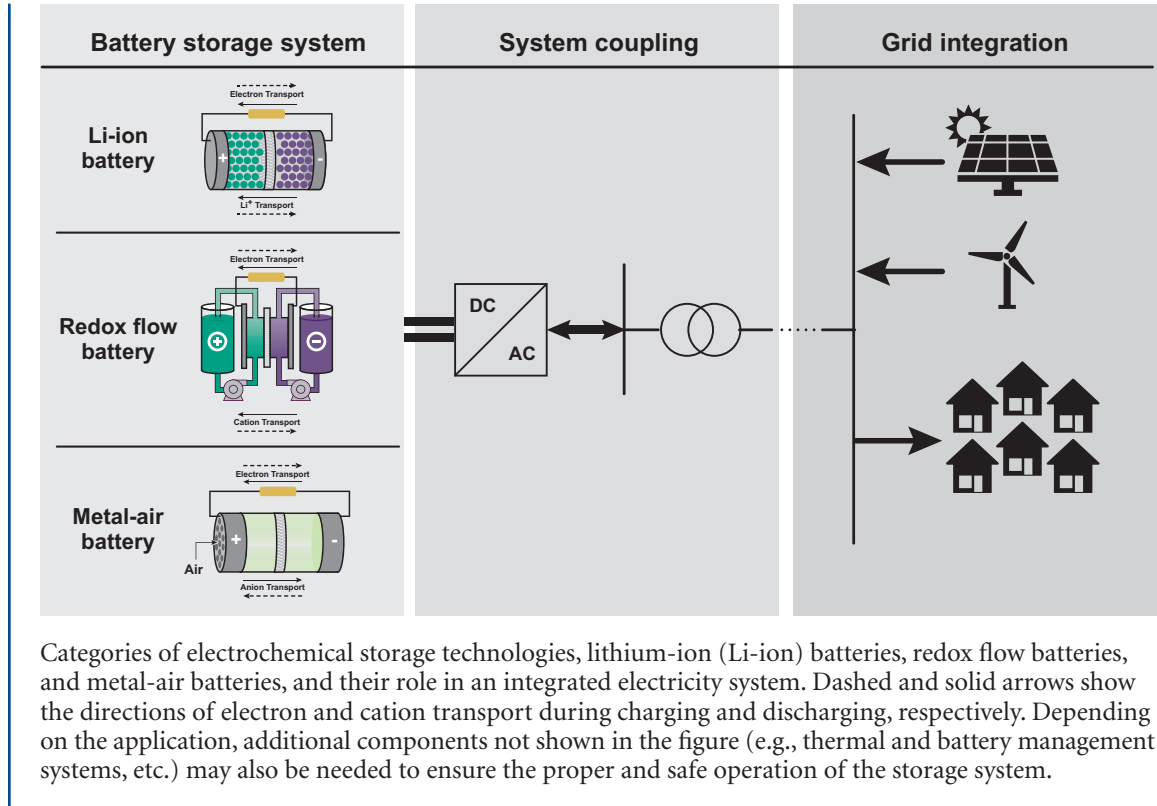 Battery storage system
System coupling
Grid integration
Electron Transport
Li-ion
battery
+
-
Li+ Transport
Electron Transport
Redox flow
battery
+
−
Cation Transport
DC
AC
Electron Transport
Metal-air
battery
+
-
Air
Anion Transport
Categories of electrochemical storage technologies, lithium-ion (Li-ion) batteries, redox flow batteries,
and metal-air batteries, and their role in an integrated electricity system. Dashed and solid arrows show
the directions of electron and cation transport during charging and discharging, respectively. Depending
on the application, additional components not shown in the figure (e.g., thermal and battery management
systems, etc.) may also be needed to ensure the proper and safe operation of the storage system.